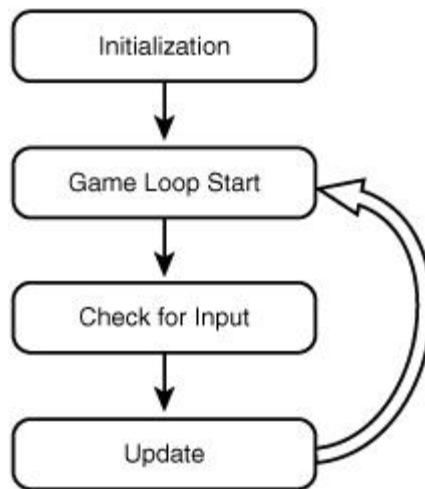 Initialization
Game Loop Start
Check for Input
Update